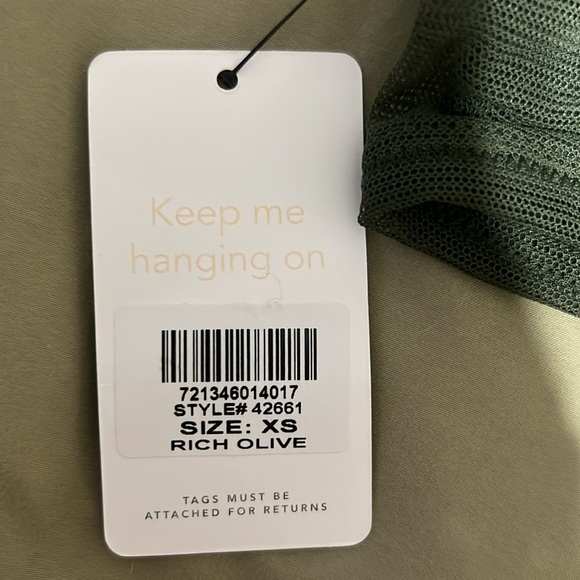 Keep me
hanging on
721346014017
STYLE# 42661
SIZE: XS
RICH OLIVE
TAGS MUST BE
ATTACHED FOR RETURNS